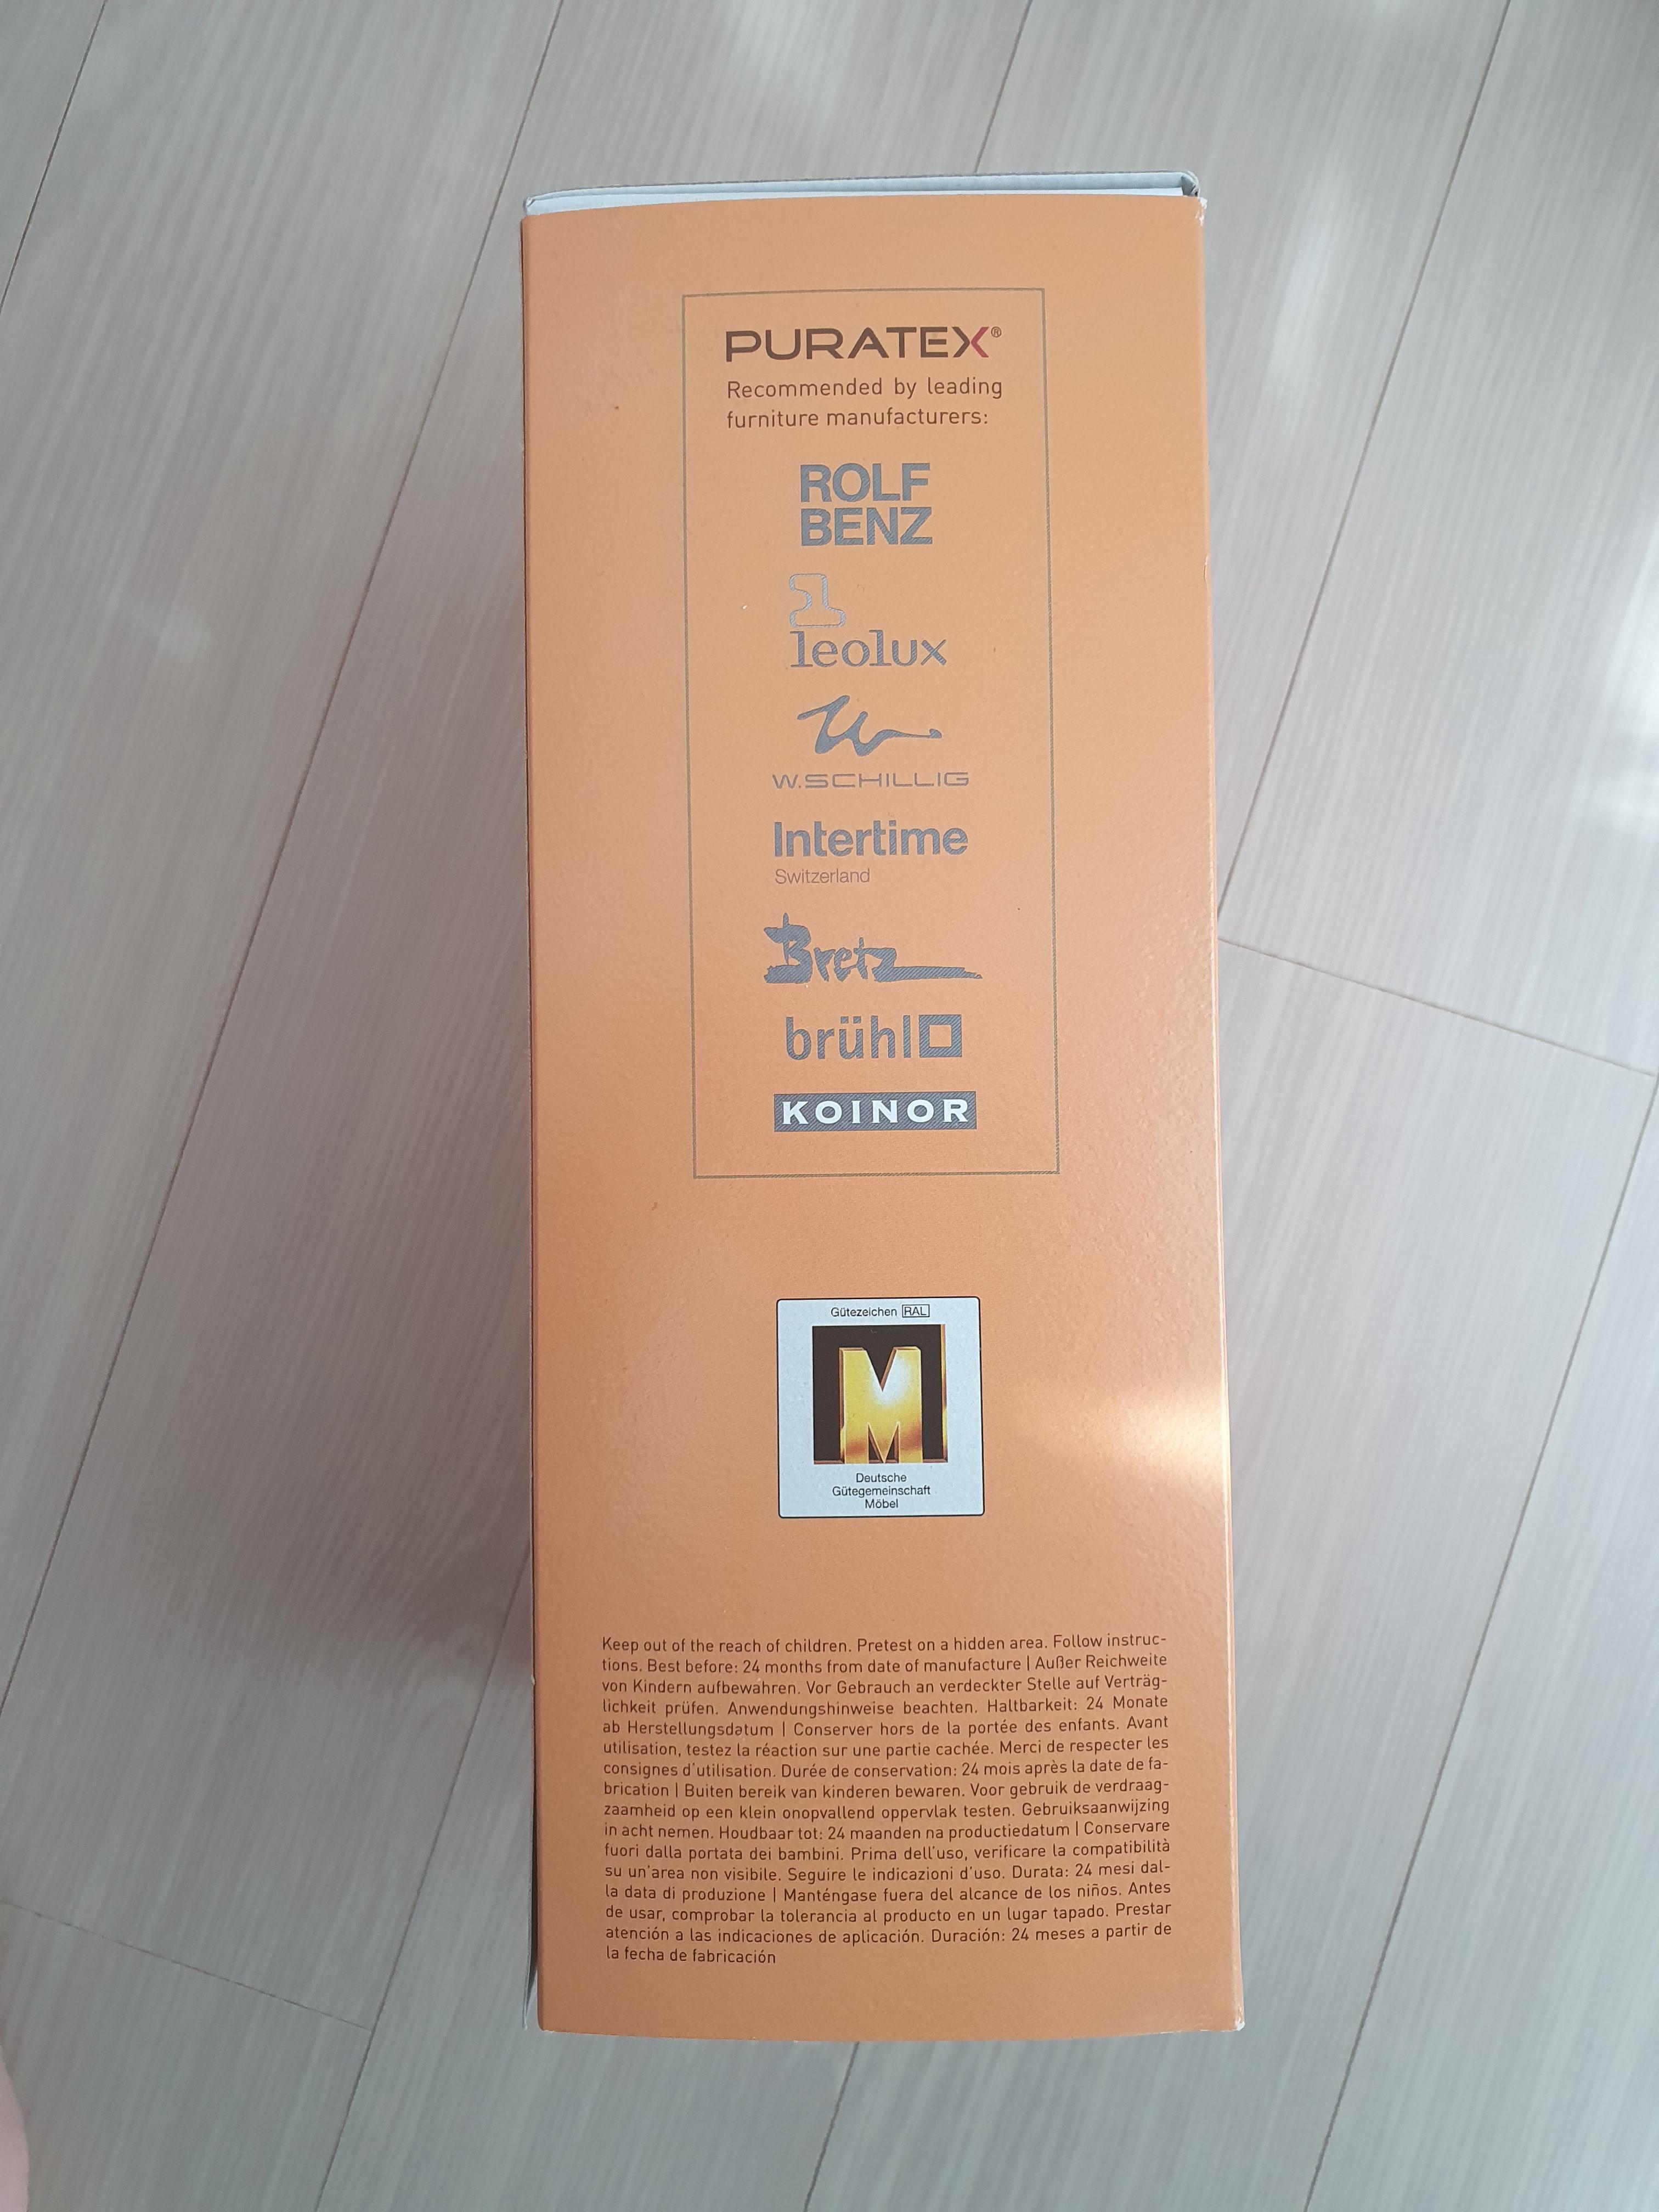 PURATEX®
Recommended by leading
furniture manufacturers:
ROLF
BENZ
leolux
W.SCHILLIG
Intertime
Switzerland
Bretz
brühl
KOINOR
Gütezeichen RAL
M
Deutsche
Gütegemeinschaft
Möbel
Keep out of the reach of children. Pretest on a hidden area. Follow instruc-
tions. Best before: 24 months from date of manufacture | Außer Reichweite
von Kindern aufbewahren. Vor Gebrauch an verdeckter Stelle auf Verträg-
lichkeit prüfen. Anwendungshinweise beachten. Haltbarkeit: 24 Monate
ab Herstellungsdatum | Conserver hors de la portée des enfants. Avant
utilisation, testez la réaction sur une partie cachée. Merci de respecter les
consignes d'utilisation. Durée de conservation: 24 mois après la date de fa-
brication | Buiten bereik van kinderen bewaren. Voor gebruik de verdraag-
zaamheid op een klein onopvallend oppervlak testen. Gebruiksaanwijzing
in acht nemen. Houdbaar tot: 24 maanden na productiedatum | Conservare
fuori dalla portata dei bambini. Prima dell'uso, verificare la compatibilità
su un'area non visibile. Seguire le indicazioni d'uso. Durata: 24 mesi dal-
la data di produzione | Manténgase fuera del alcance de los niños. Antes
de usar, comprobar la tolerancia al producto en un lugar tapado. Prestar
atención a las indicaciones de aplicación. Duración: 24 meses a partir de
la fecha de fabricación